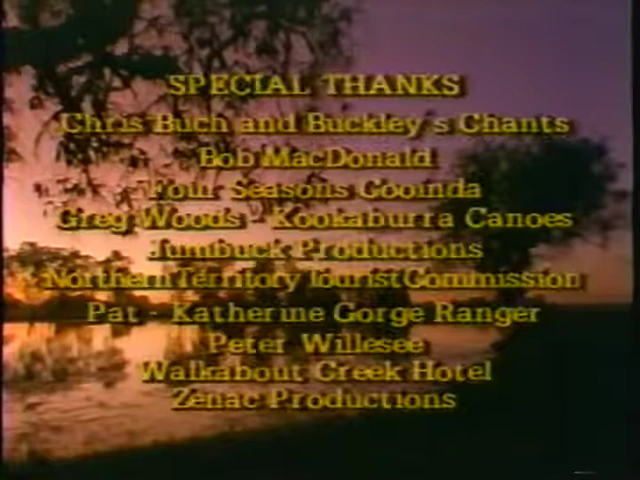 SPECIAL THANKS
Chris Buch and Buckley's Chants
Bob MacDonald
Four Seasons Cooinda
Greg Woods - Kookaburra Canoes
Jumbuck Productions
Northern Territory Tourist Commission
Pat - Katherine Gorge Ranger
Peter Willesee
Walkabout Creek Hotel
Zenac Productions